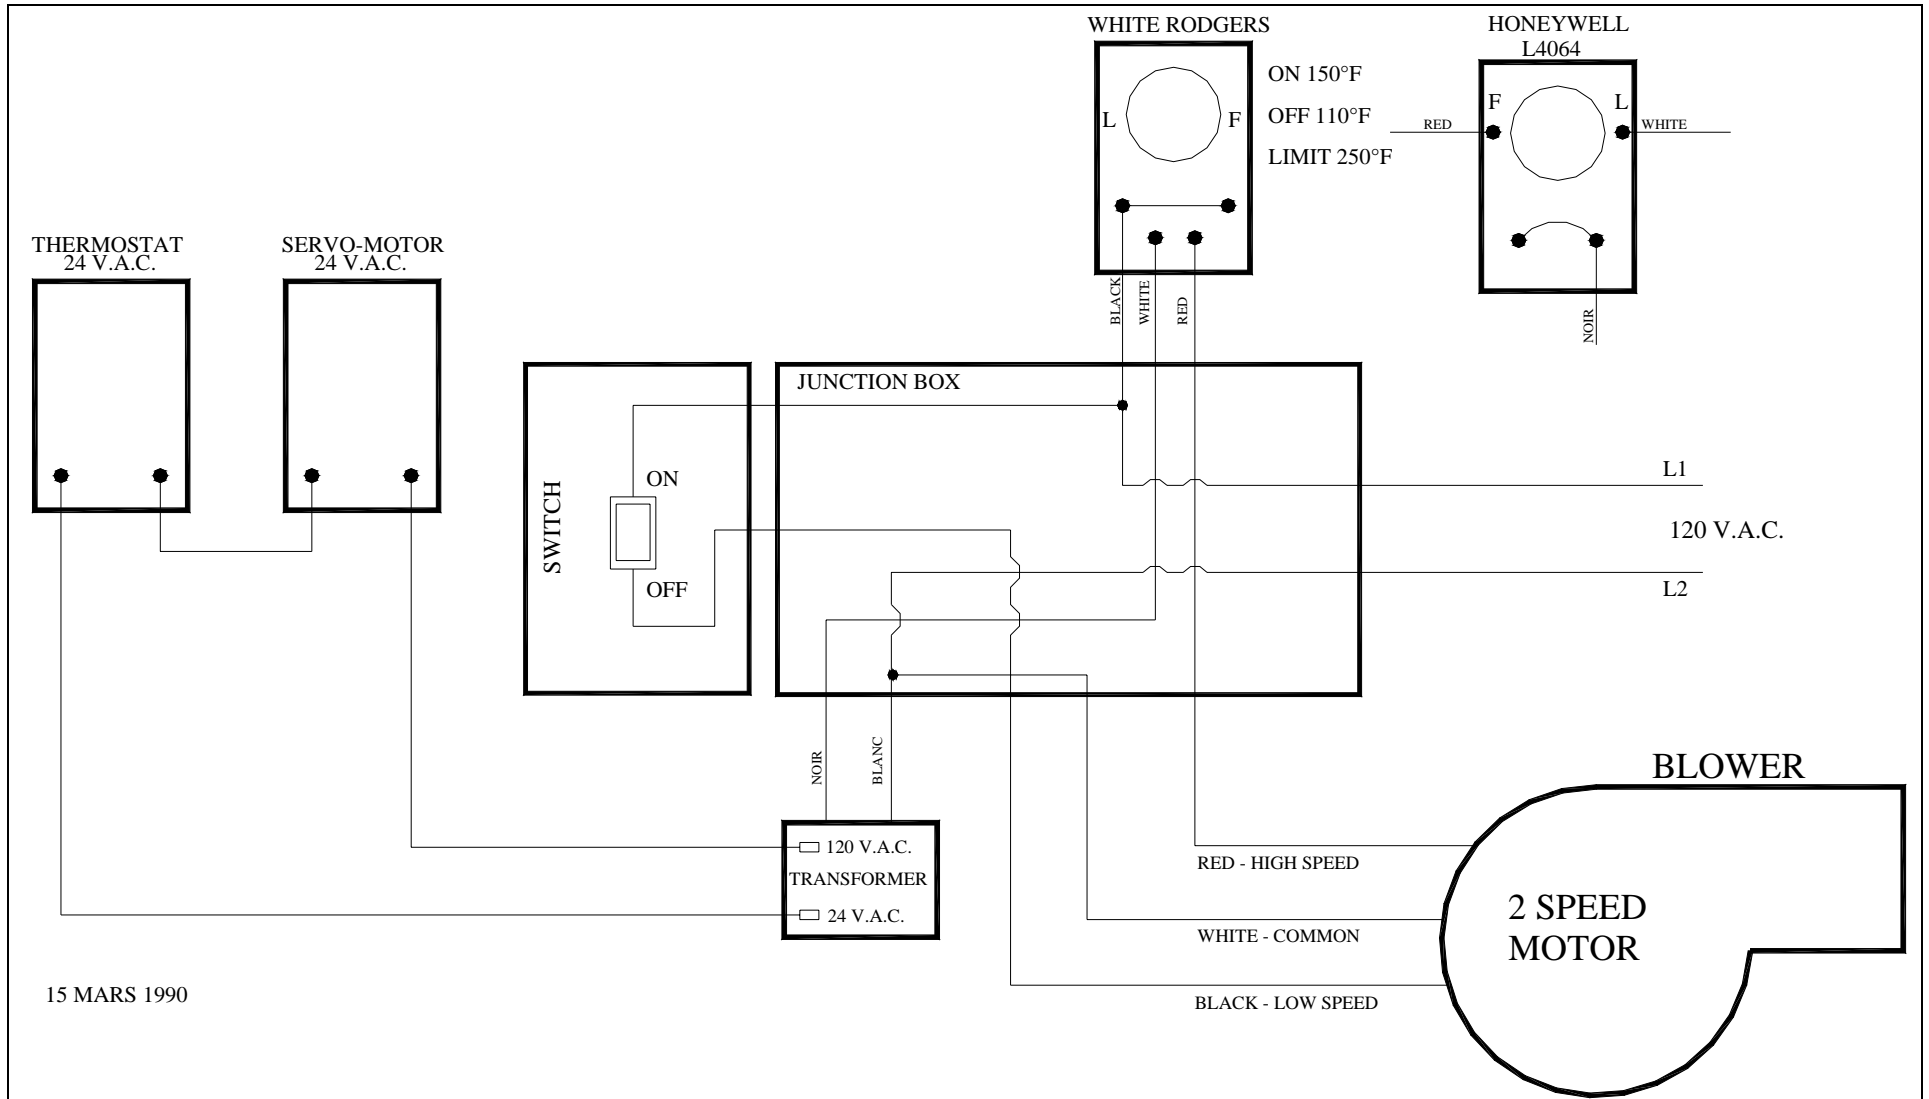 WHITE RODGERS
HONEYWELL
L4064
ON 150°F
OFF 110°F
LIMIT 250°F
L
F
F
L
RED
WHITE
NOIR
THERMOSTAT
24 V.A.C.
SERVO-MOTOR
24 V.A.C.
BLACK
WHITE
RED
JUNCTION BOX
SWITCH
ON
OFF
L1
120 V.A.C.
L2
NOIR
BLANC
120 V.A.C.
TRANSFORMER
24 V.A.C.
BLOWER
RED - HIGH SPEED
WHITE - COMMON
BLACK - LOW SPEED
2 SPEED
MOTOR
15 MARS 1990